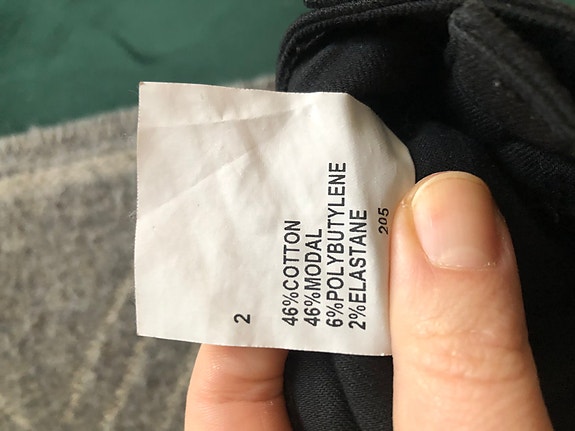 2
46%COTTON
46%MODAL
6%POLYBUTYLENE
2%ELASTANE
205